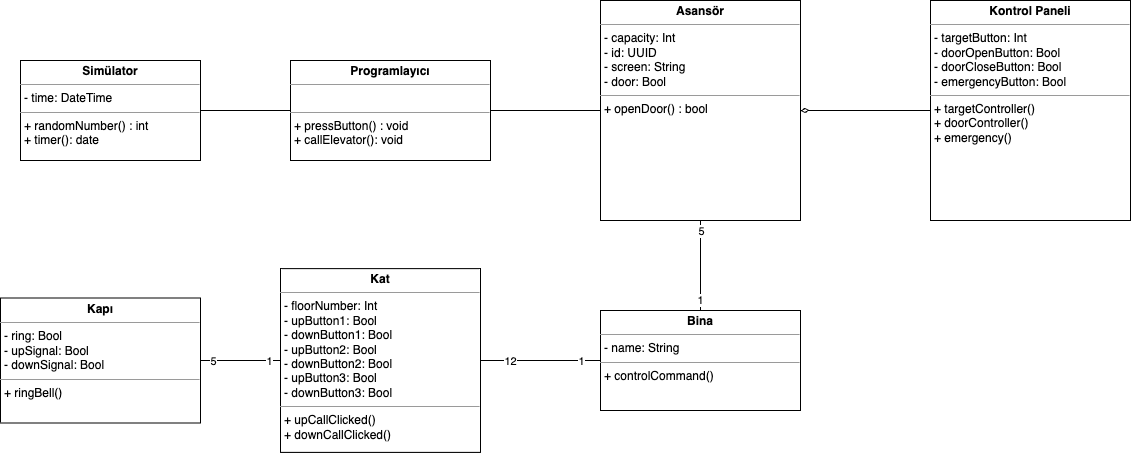 Simülator
- time: DateTime
+ randomNumber() : int
+ timer(): date
Programlayıcı
+ pressButton() : void
+ callElevator(): void
Asansör
- capacity: Int
- id: UUID
- screen: String
- door: Bool
+ openDoor() : bool
Kontrol Paneli
- targetButton: Int
- doorOpenButton: Bool
- doorCloseButton: Bool
- emergencyButton: Bool
+ targetController()
+ doorController()
+ emergency()
5
1
Kapı
- ring: Bool
- upSignal: Bool
- downSignal: Bool
+ ringBell()
5
1
Kat
- floorNumber: Int
- upButton1: Bool
- downButton1: Bool
- upButton2: Bool
- downButton2: Bool
- upButton3: Bool
- downButton3: Bool
+ upCallClicked()
+ downCallClicked()
12
1
Bina
- name: String
+ controlCommand()